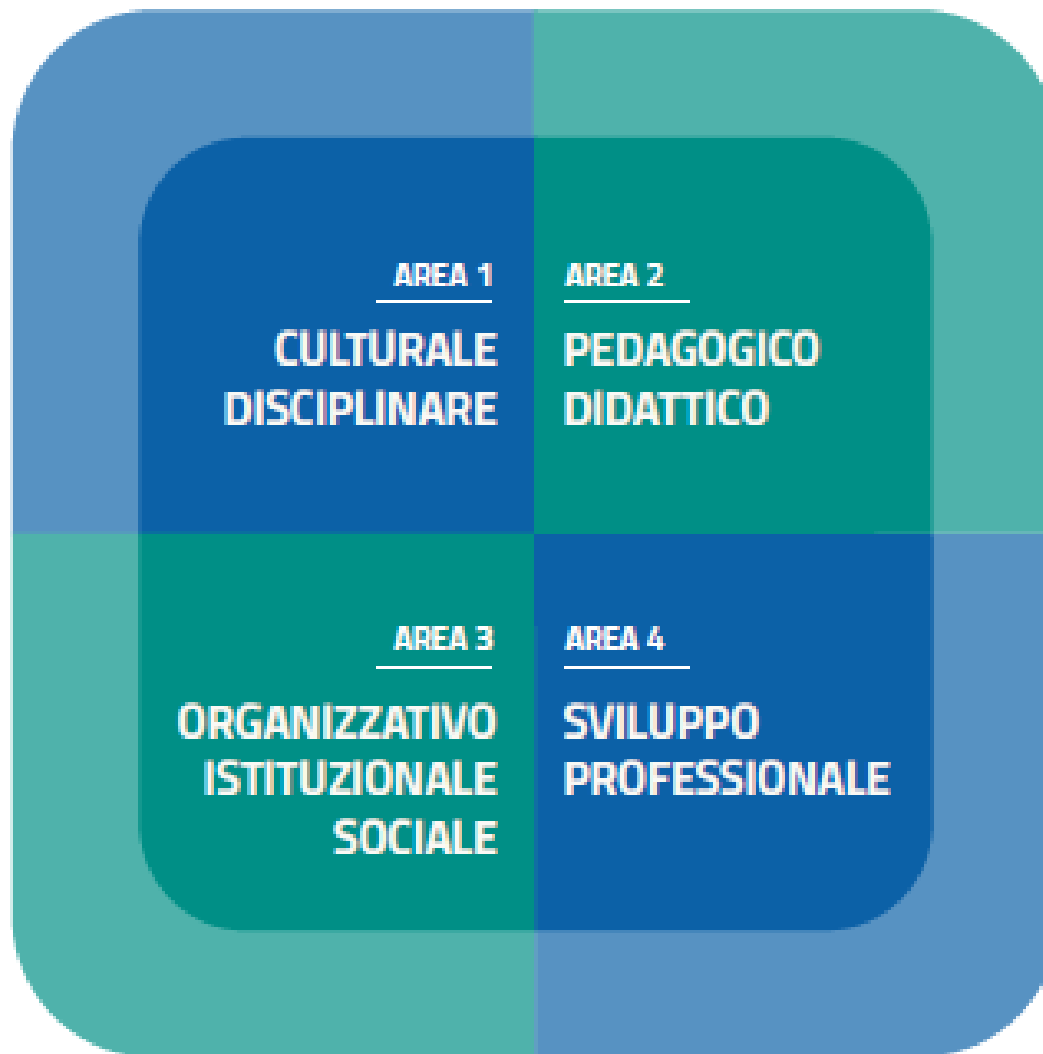 AREA 1
CULTURALE
DISCIPLINARE
AREA 2
PEDAGOGICO
DIDATTICO
AREA 3
ORGANIZZATIVO
ISTITUZIONALE
SOCIALE
AREA 4
SVILUPPO
PROFESSIONALE